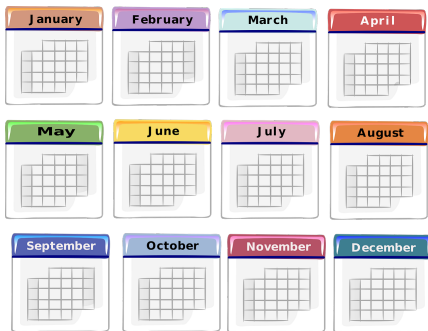 January February March April
May June July August
September October November December